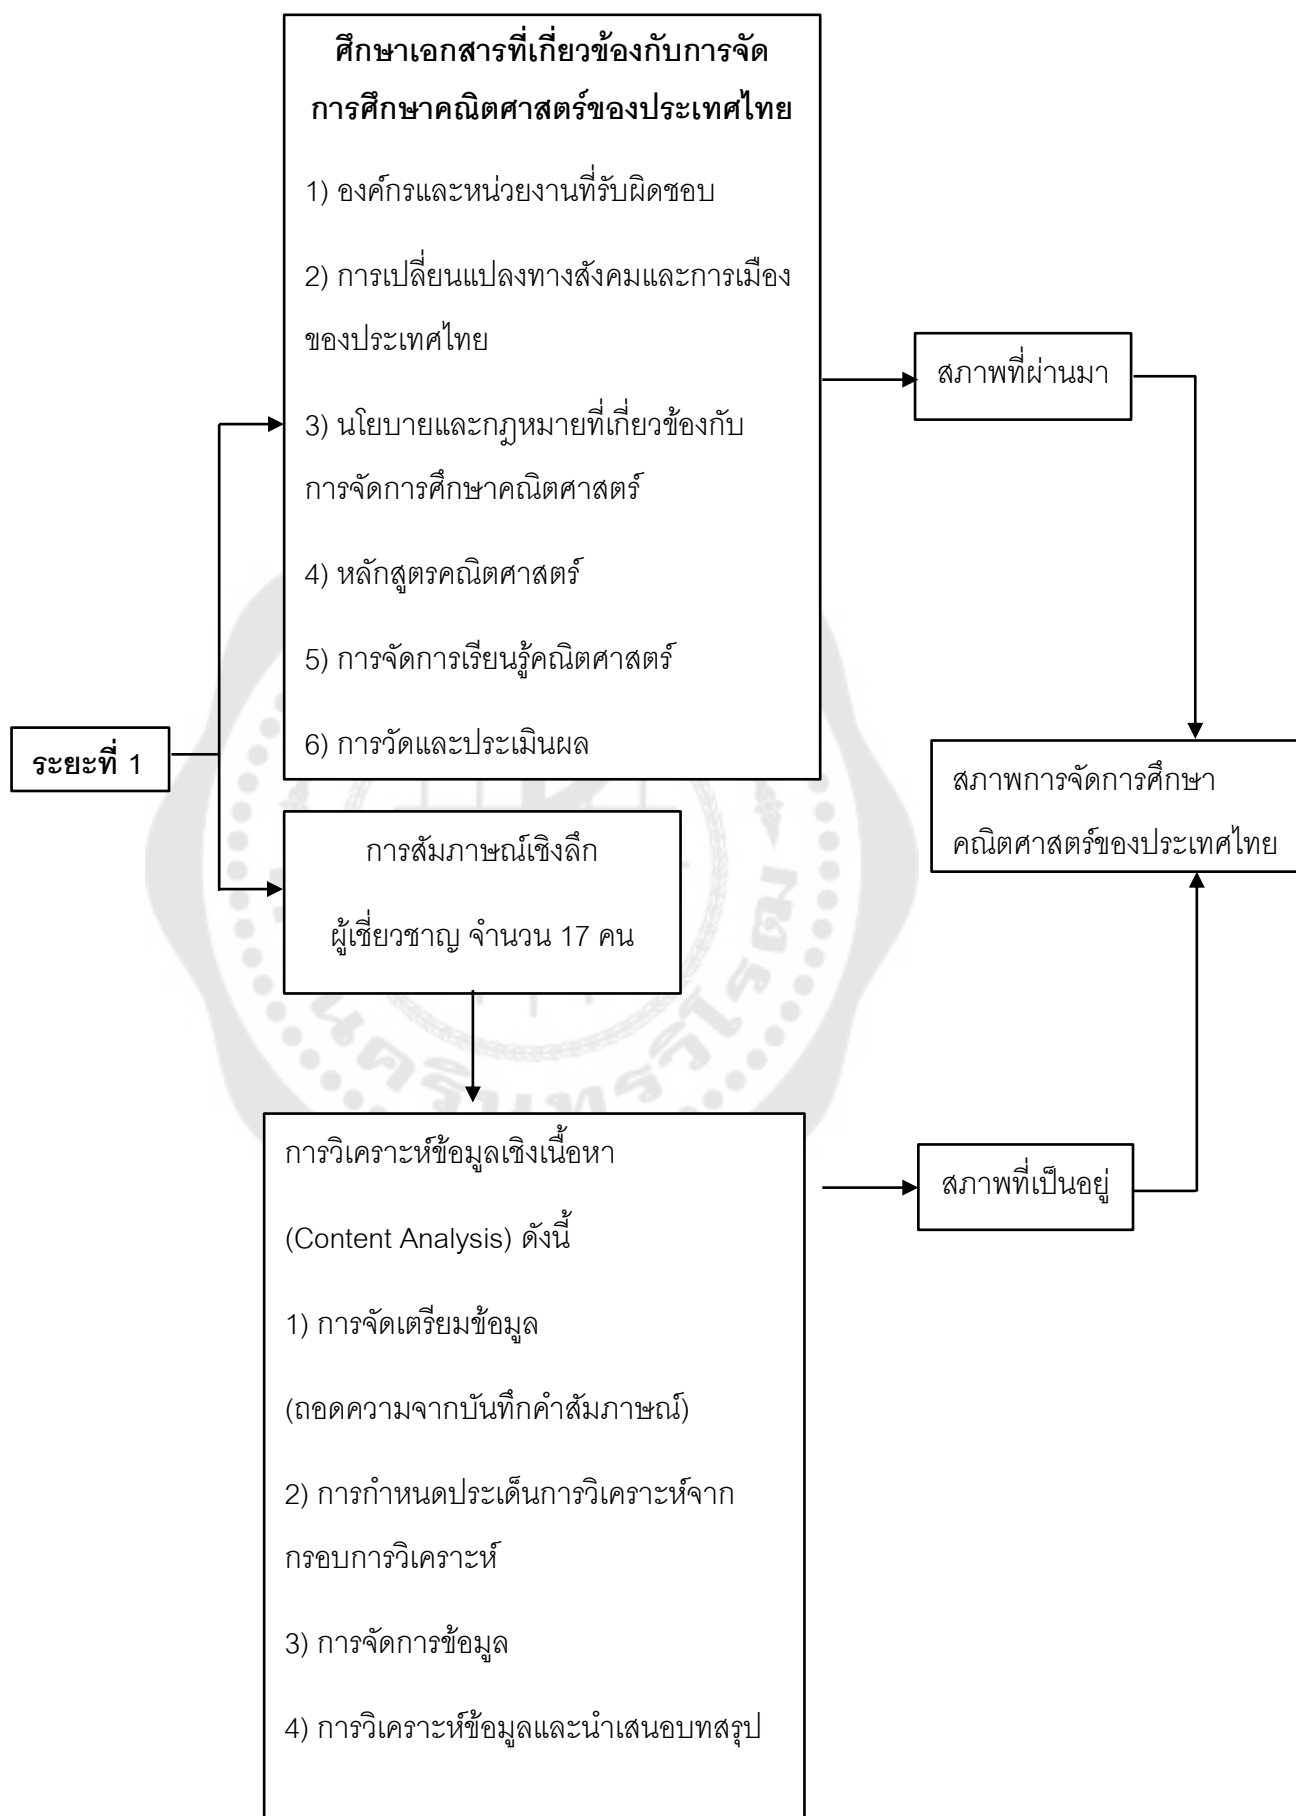 ศึกษาเอกสารที่เกี่ยวข้องกับการจัด
การศึกษาคณิตศาสตร์ของประเทศไทย
1) องค์กรและหน่วยงานที่รับผิดชอบ
2) การเปลี่ยนแปลงทางสังคมและการเมือง
ของประเทศไทย
3) นโยบายและกฎหมายที่เกี่ยวข้องกับ
การจัดการศึกษาคณิตศาสตร์
4) หลักสูตรคณิตศาสตร์
5) การจัดการเรียนรู้คณิตศาสตร์
6) การวัดและประเมินผล
สภาพที่ผ่านมา
ระยะที่ 1
สภาพการจัดการศึกษา
คณิตศาสตร์ของประเทศไทย
การสัมภาษณ์เชิงลึก
ผู้เชี่ยวชาญ จำนวน 17 คน
การวิเคราะห์ข้อมูลเชิงเนื้อหา
(Content Analysis) ดังนี้
1) การจัดเตรียมข้อมูล
(ถอดความจากบันทึกคำสัมภาษณ์)
2) การกำหนดประเด็นการวิเคราะห์จาก
กรอบการวิเคราะห์
3) การจัดการข้อมูล
4) การวิเคราะห์ข้อมูลและนำเสนอบทสรุป
สภาพที่เป็นอยู่